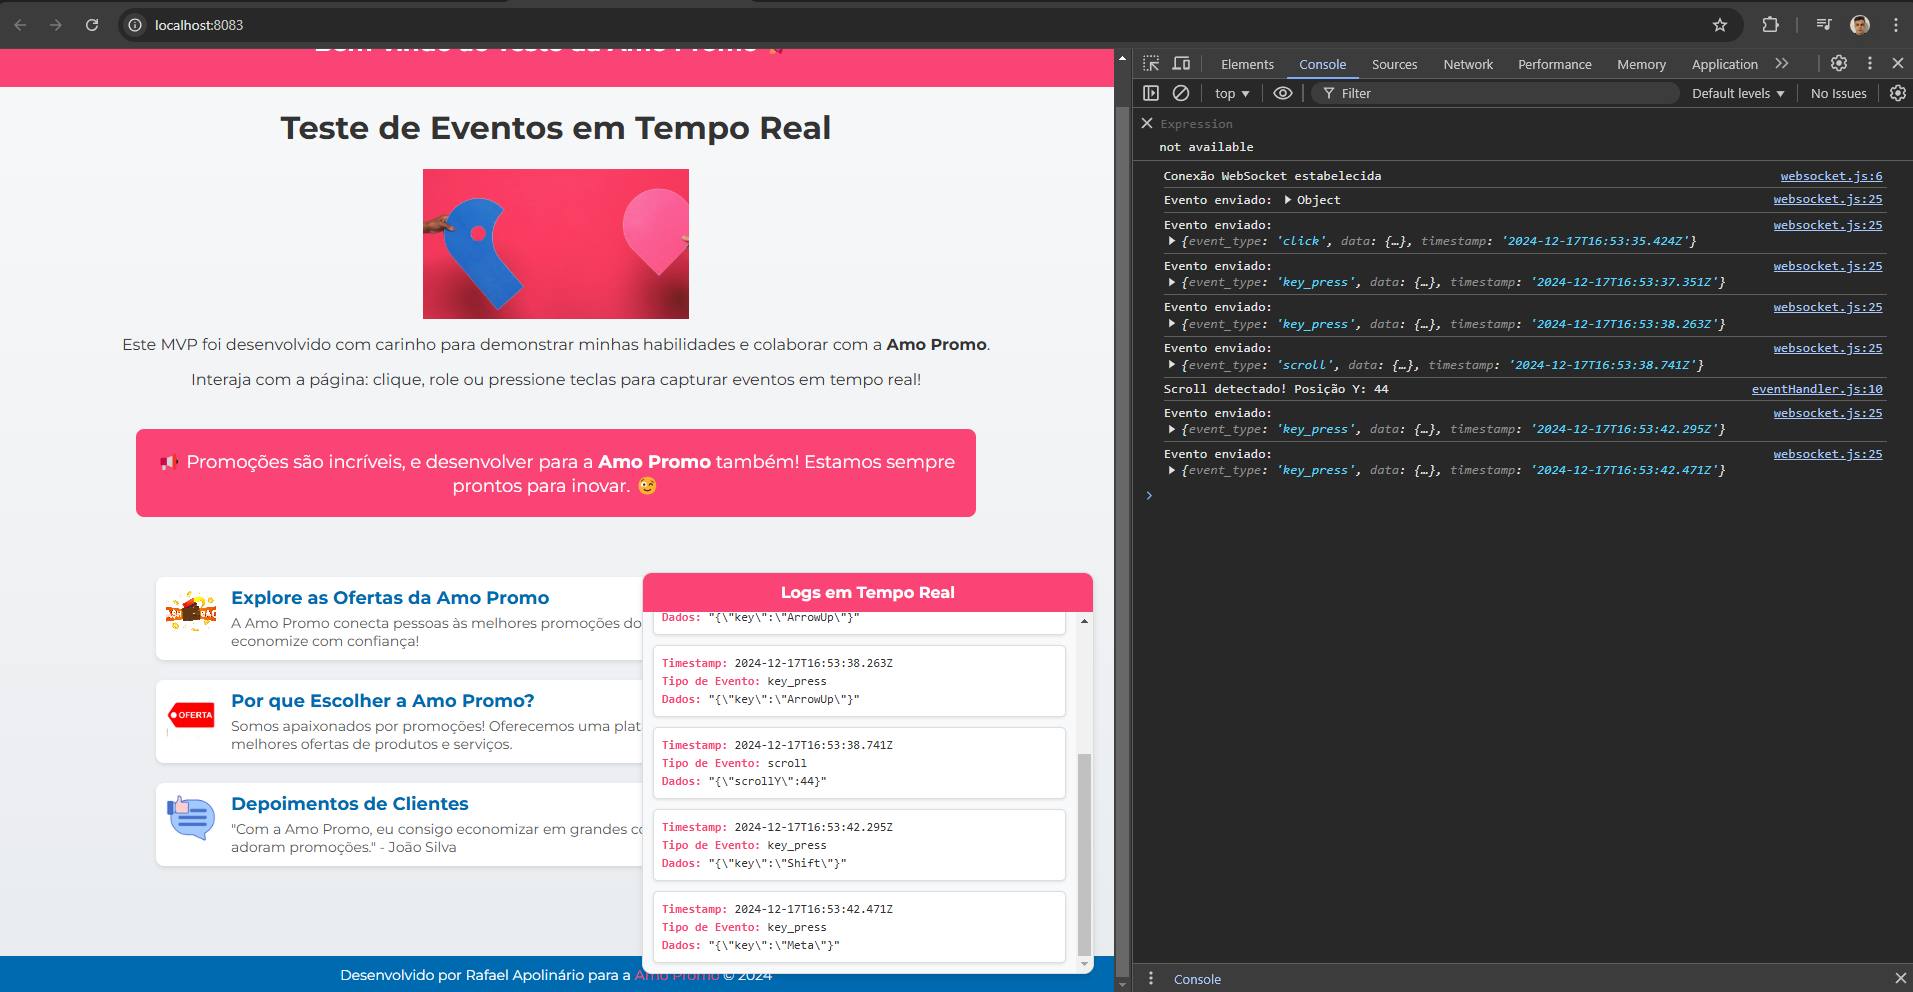 localhost:8083
Bem-vindo ao Teste da Amo Promo
Teste de Eventos em Tempo Real
Este MVP foi desenvolvido com carinho para demonstrar minhas habilidades e colaborar com a Amo Promo.
Interaja com a página: clique, role ou pressione teclas para capturar eventos em tempo real!
📢 Promoções são incríveis, e desenvolver para a Amo Promo também! Estamos sempre
prontos para inovar. 😉
Explore as Ofertas da Amo Promo
A Amo Promo conecta pessoas às melhores promoções do
economize com confiança!
OFERTA
Por que Escolher a Amo Promo?
Somos apaixonados por promoções! Oferecemos uma plat
melhores ofertas de produtos e serviços.
Depoimentos de Clientes
"Com a Amo Promo, eu consigo economizar em grandes co
adoram promoções." - João Silva
Logs em Tempo Real
Dados: "{\"key\":\"ArrowUp\"}"
Timestamp: 2024-12-17T16:53:38.263Z
Tipo de Evento: key_press
Dados: "{\"key\":\"ArrowUp\"}"
Timestamp: 2024-12-17T16:53:38.741Z
Tipo de Evento: scroll
Dados: "{\"scrollY\":44}"
Timestamp: 2024-12-17T16:53:42.295Z
Tipo de Evento: key_press
Dados: "{\"key\":\"Shift\"}"
Timestamp: 2024-12-17T16:53:42.471Z
Tipo de Evento: key_press
Dados: "{\"key\":\"Meta\"}"
Desenvolvido por Rafael Apolinário para a Amo Promo © 2024
Elements Console Sources Network Performance Memory Application
top Filter Default levels No Issues
Expression
not available
Conexão WebSocket estabelecida websocket.js:6
Evento enviado: Object websocket.js:25
Evento enviado: websocket.js:25
{event_type: 'click', data: {…}, timestamp: '2024-12-17T16:53:35.424Z'}
Evento enviado: websocket.js:25
{event_type: 'key_press', data: {…}, timestamp: '2024-12-17T16:53:37.351Z'}
Evento enviado: websocket.js:25
{event_type: 'key_press', data: {…}, timestamp: '2024-12-17T16:53:38.263Z'}
Evento enviado: websocket.js:25
{event_type: 'scroll', data: {…}, timestamp: '2024-12-17T16:53:38.741Z'}
Scroll detectado! Posição Y: 44 eventHandler.js:10
Evento enviado: websocket.js:25
{event_type: 'key_press', data: {…}, timestamp: '2024-12-17T16:53:42.295Z'}
Evento enviado: websocket.js:25
{event_type: 'key_press', data: {…}, timestamp: '2024-12-17T16:53:42.471Z'}
Console